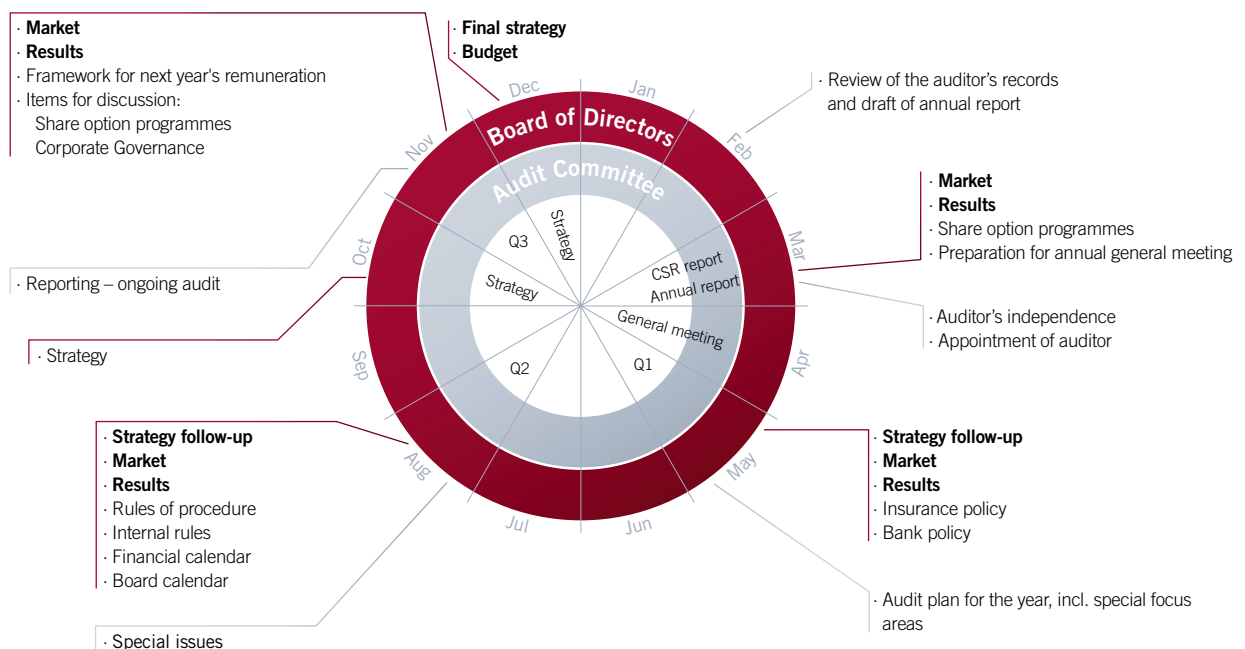 · Market
· Results
· Framework for next year's remuneration
· Items for discussion:
Share option programmes
Corporate Governance
· Final strategy
· Budget
· Review of the auditor's records
and draft of annual report
· Market
· Results
· Share option programmes
· Preparation for annual general meeting
· Auditor's independence
· Appointment of auditor
· Strategy follow-up
· Market
· Results
· Insurance policy
· Bank policy
· Audit plan for the year, incl. special focus
areas
· Special issues
· Strategy follow-up
· Market
· Results
· Rules of procedure
· Internal rules
· Financial calendar
· Board calendar
· Strategy
· Reporting – ongoing audit
Board of Directors
Audit Committee
Jan
Feb
Mar
Apr
May
Jun
Jul
Aug
Sep
Oct
Nov
Dec
CSR report
Annual report
General meeting
Q1
Q2
Strategy
Q3
Strategy